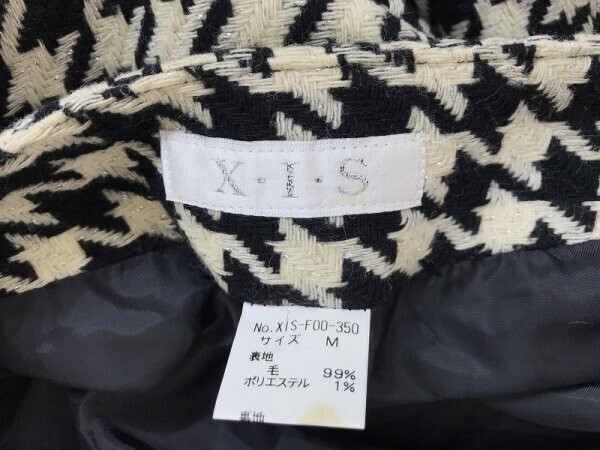 X・I・S
No.XIS-F00-350
サイズ M
表地
毛 99%
ポリエステル 1%
裏地